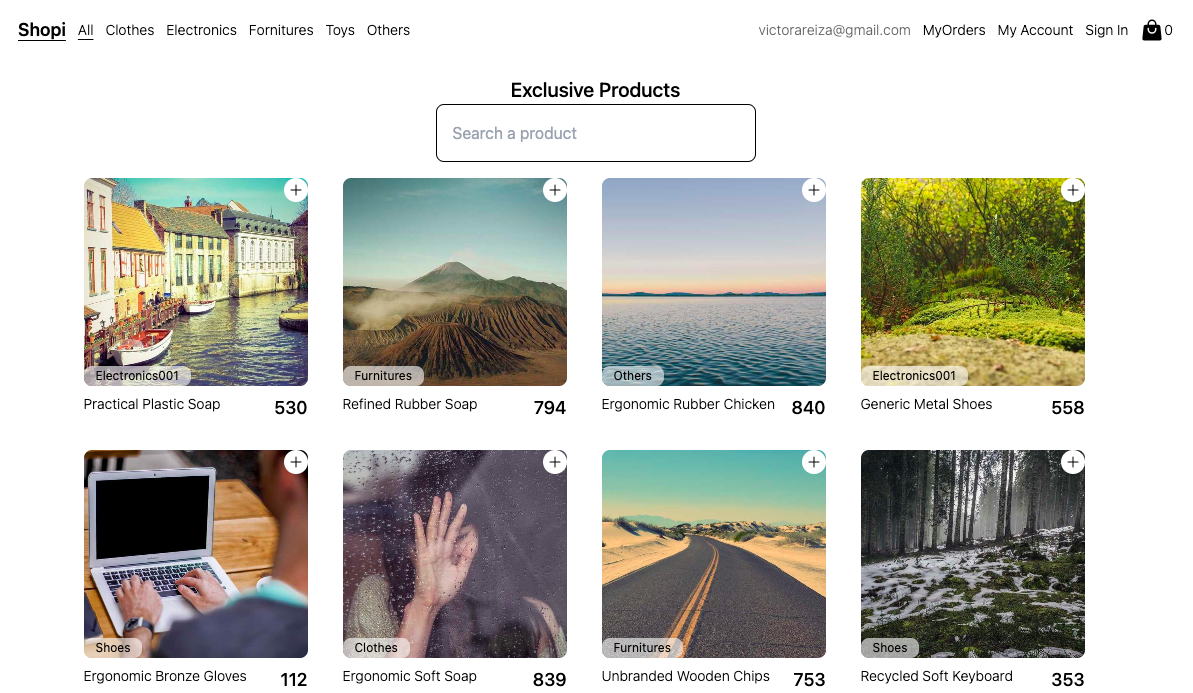 Shopi All Clothes Electronics Fornitures Toys Others victorareiza@gmail.com MyOrders My Account Sign In 0
Exclusive Products
Search a product
Electronics001
Practical Plastic Soap 530
Furnitures
Refined Rubber Soap 794
Others
Ergonomic Rubber Chicken 840
Electronics001
Generic Metal Shoes 558
Shoes
Ergonomic Bronze Gloves 112
Clothes
Ergonomic Soft Soap 839
Furnitures
Unbranded Wooden Chips 753
Shoes
Recycled Soft Keyboard 353